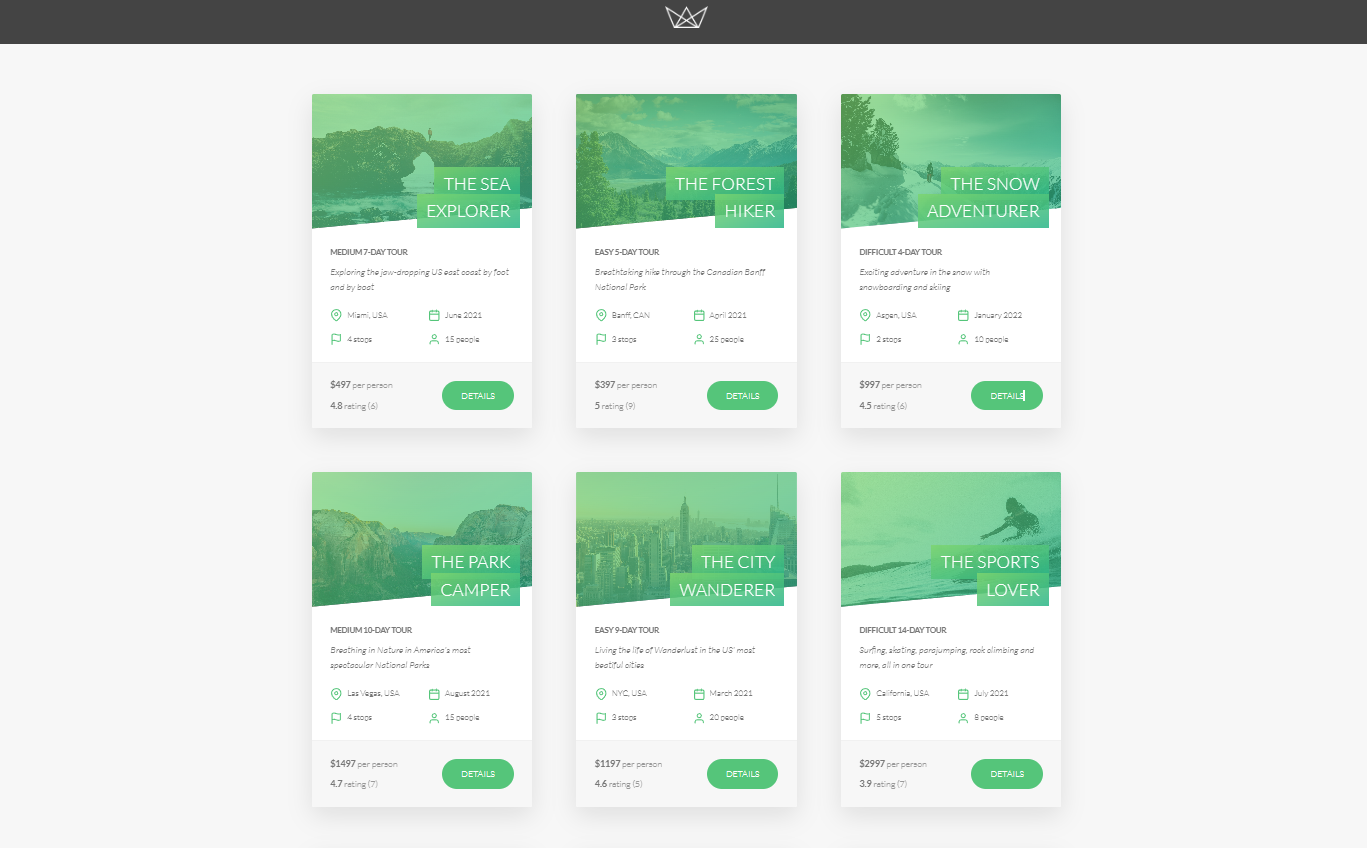 THE SEA
EXPLORER
MEDIUM 7-DAY TOUR
Exploring the jaw-dropping US east coast by foot
and by boat
Miami, USA
June 2021
4 stops
15 people
$497 per person
4.8 rating (6)
DETAILS
THE FOREST
HIKER
EASY 5-DAY TOUR
Breathtaking hike through the Canadian Banff
National Park
Banff, CAN
April 2021
3 stops
25 people
$397 per person
5 rating (9)
DETAILS
THE SNOW
ADVENTURER
DIFFICULT 4-DAY TOUR
Exciting adventure in the snow with
snowboarding and skiing
Aspen, USA
January 2022
2 stops
10 people
$997 per person
4.5 rating (6)
DETAILS
THE PARK
CAMPER
MEDIUM 10-DAY TOUR
Breathing in Nature in America's most
spectacular National Parks
Las Vegas, USA
August 2021
4 stops
15 people
$1497 per person
4.7 rating (7)
DETAILS
THE CITY
WANDERER
EASY 9-DAY TOUR
Living the life of Wanderlust in the US' most
beatiful cities
NYC, USA
March 2021
3 stops
20 people
$1197 per person
4.6 rating (5)
DETAILS
THE SPORTS
LOVER
DIFFICULT 14-DAY TOUR
Surfing, skating, parajumping, rock climbing and
more, all in one tour
California, USA
July 2021
5 stops
8 people
$2997 per person
3.9 rating (7)
DETAILS